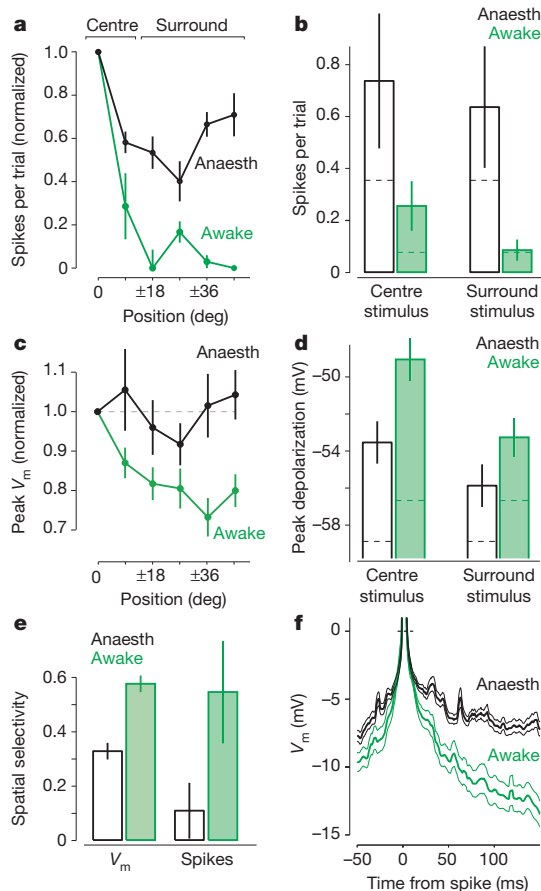 a
Centre Surround
1.0
0.8
0.6
0.4
0.2
0
Spikes per trial (normalized)
Anaesth
Awake
0 ±18 ±36
Position (deg)
b
Anaesth
Awake
0.8
0.6
0.4
0.2
0
Spikes per trial
Centre stimulus
Surround stimulus
c
Anaesth
1.1
1.0
0.9
0.8
0.7
Peak Vm (normalized)
Awake
0 ±18 ±36
Position (deg)
d
Anaesth
Awake
−50
−54
−58
Peak depolarization (mV)
Centre stimulus
Surround stimulus
e
Anaesth
Awake
0.6
0.4
0.2
0
Spatial selectivity
Vm Spikes
f
0
−5
−10
−15
Vm (mV)
Anaesth
Awake
−50 0 50 100
Time from spike (ms)